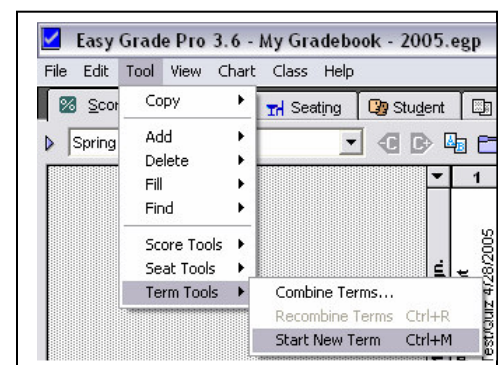 Easy Grade Pro 3.6 - My Gradebook - 2005.egp
File Edit Tool View Chart Class Help
Seating Student
Spring
Copy
Add
Delete
Fill
Find
Score Tools
Seat Tools
Term Tools
Combine Terms...
Recombine Terms Ctrl+R
Start New Term Ctrl+M
1
Test/Quiz 4/28/2005